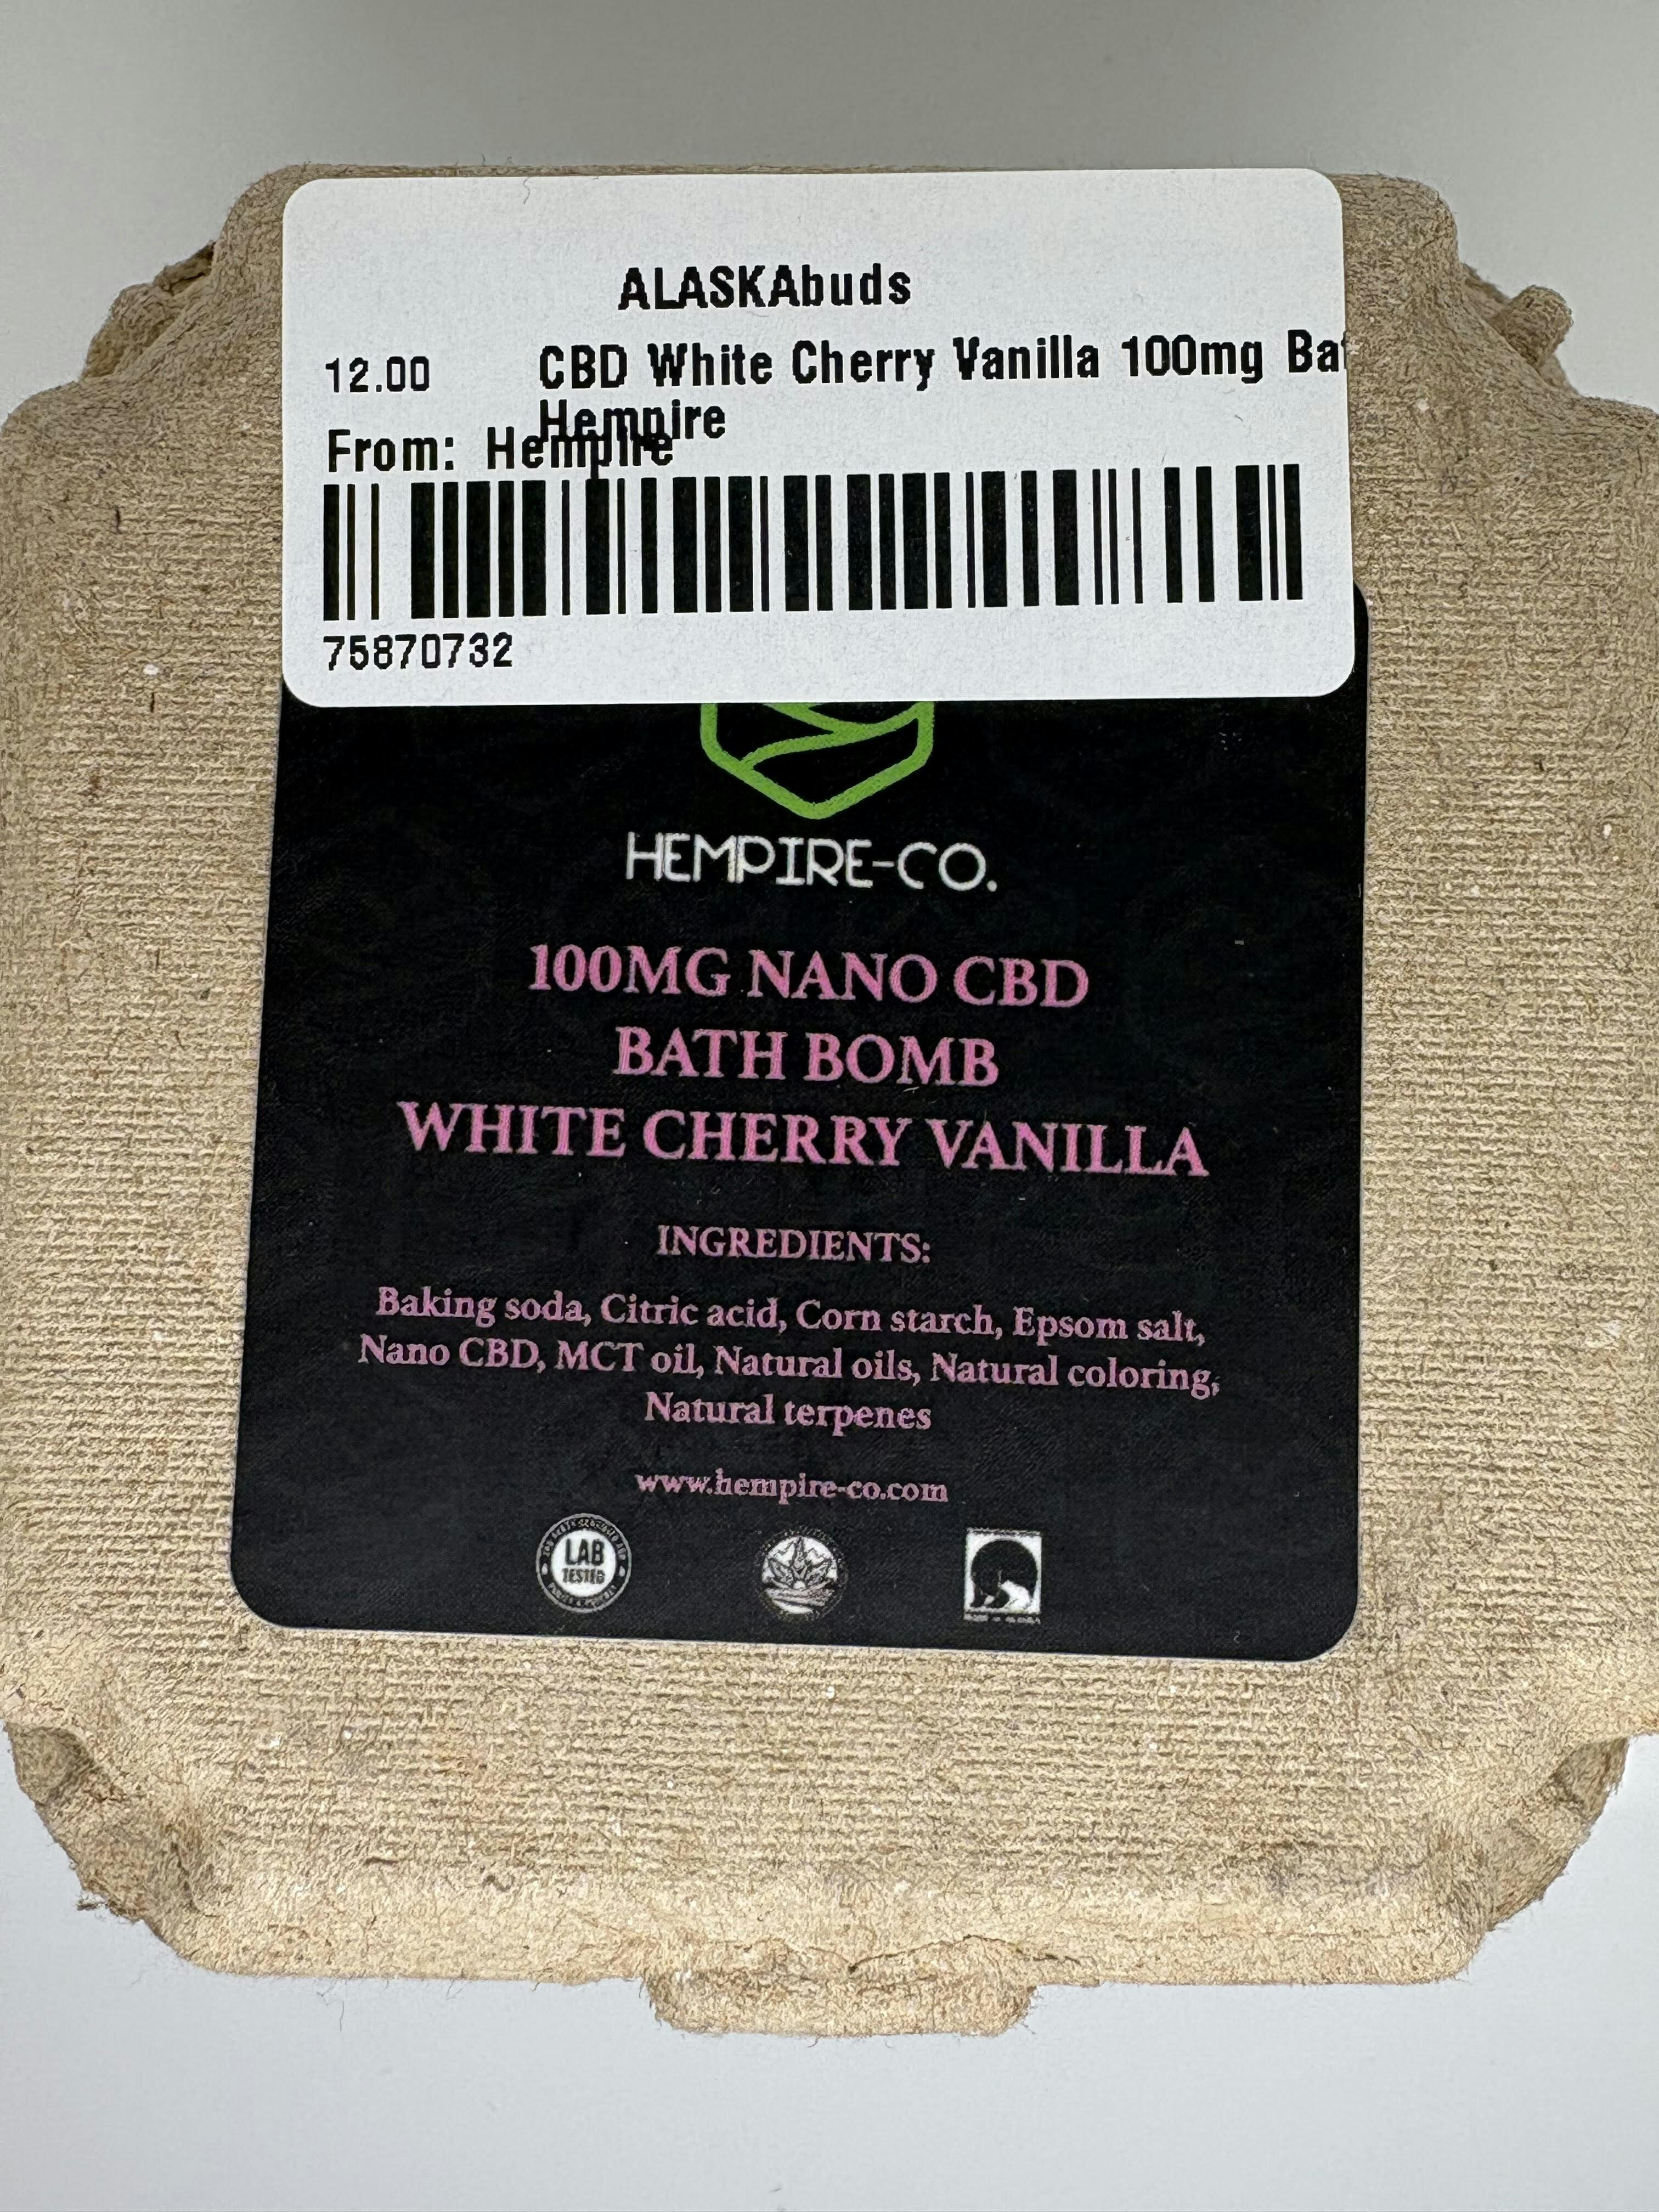 ALASKAbuds
12.00 CBD White Cherry Vanilla 100mg Bat
Hempire
From: Hempire
75870732
HEMPIRE-CO.
100MG NANO CBD
BATH BOMB
WHITE CHERRY VANILLA
INGREDIENTS:
Baking soda, Citric acid, Corn starch, Epsom salt,
Nano CBD, MCT oil, Natural oils, Natural coloring,
Natural terpenes
www.hempire-co.com
LAB
TESTED